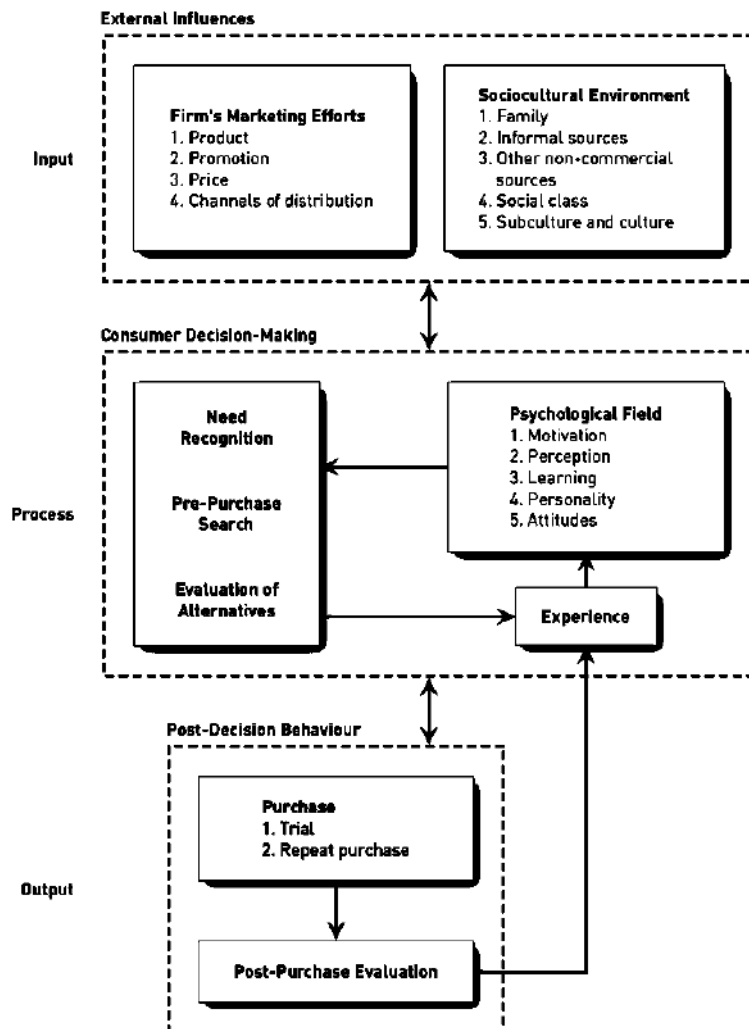 External Influences
Input
Firm's Marketing Efforts
1. Product
2. Promotion
3. Price
4. Channels of distribution
Sociocultural Environment
1. Family
2. Informal sources
3. Other non-commercial
sources
4. Social class
5. Subculture and culture
Consumer Decision-Making
Process
Need
Recognition
Pre-Purchase
Search
Evaluation of
Alternatives
Psychological Field
1. Motivation
2. Perception
3. Learning
4. Personality
5. Attitudes
Experience
Post-Decision Behaviour
Output
Purchase
1. Trial
2. Repeat purchase
Post-Purchase Evaluation